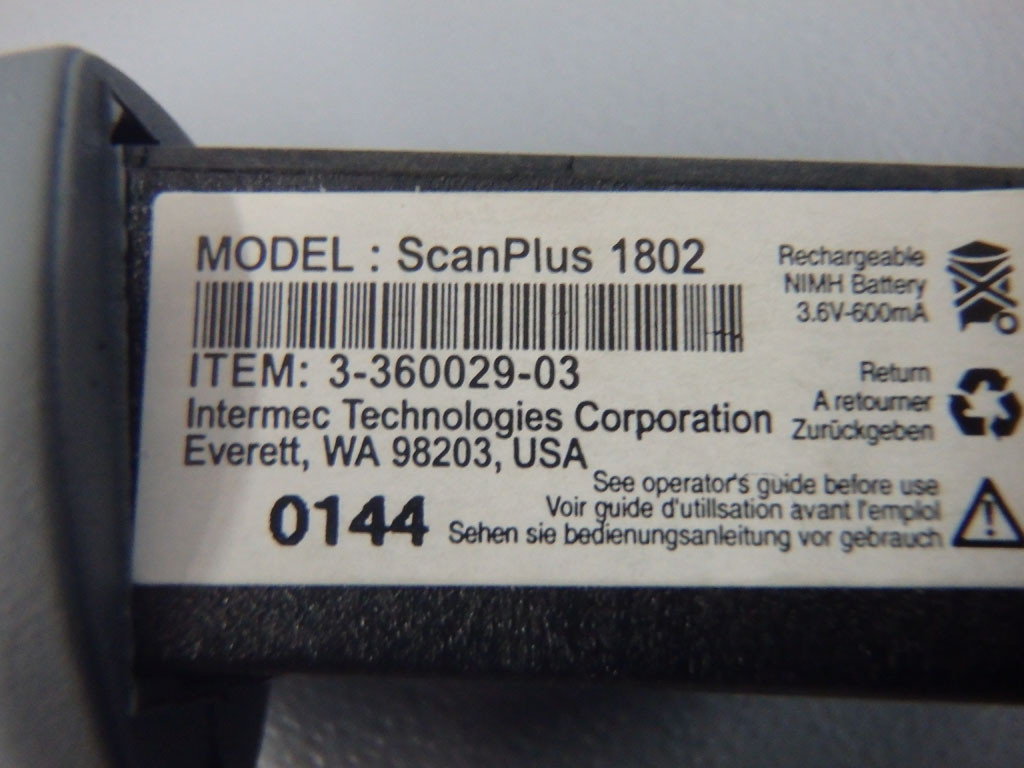 MODEL : ScanPlus 1802
ITEM: 3-360029-03
Intermec Technologies Corporation
Everett, WA 98203, USA
0144
Rechargeable
NIMH Battery
3.6V-600mA
Return
A retourner
Zurückgeben
See operator's guide before use
Voir guide d'utillsation avant l'emplol
Sehen sie bedienungsanleitung vor gebrauch